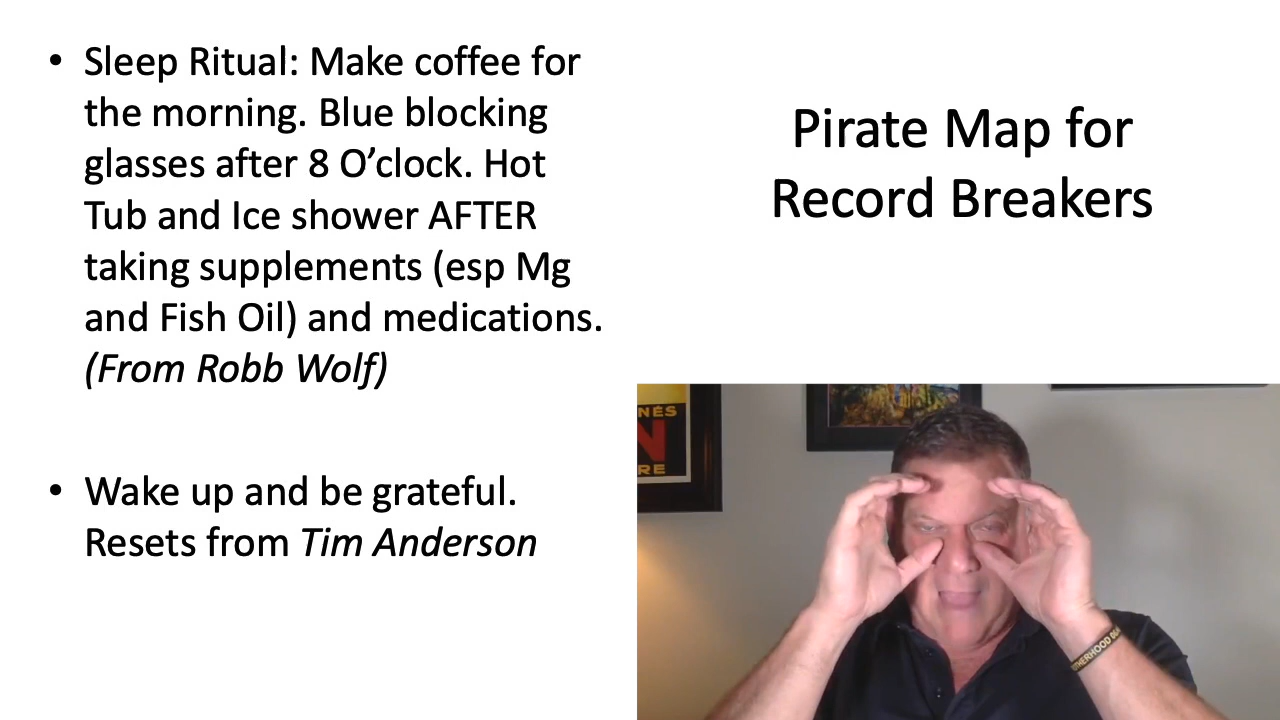 • Sleep Ritual: Make coffee for
the morning. Blue blocking
glasses after 8 O’clock. Hot
Tub and Ice shower AFTER
taking supplements (esp Mg
and Fish Oil) and medications.
(From Robb Wolf)
• Wake up and be grateful.
Resets from Tim Anderson
Pirate Map for
Record Breakers